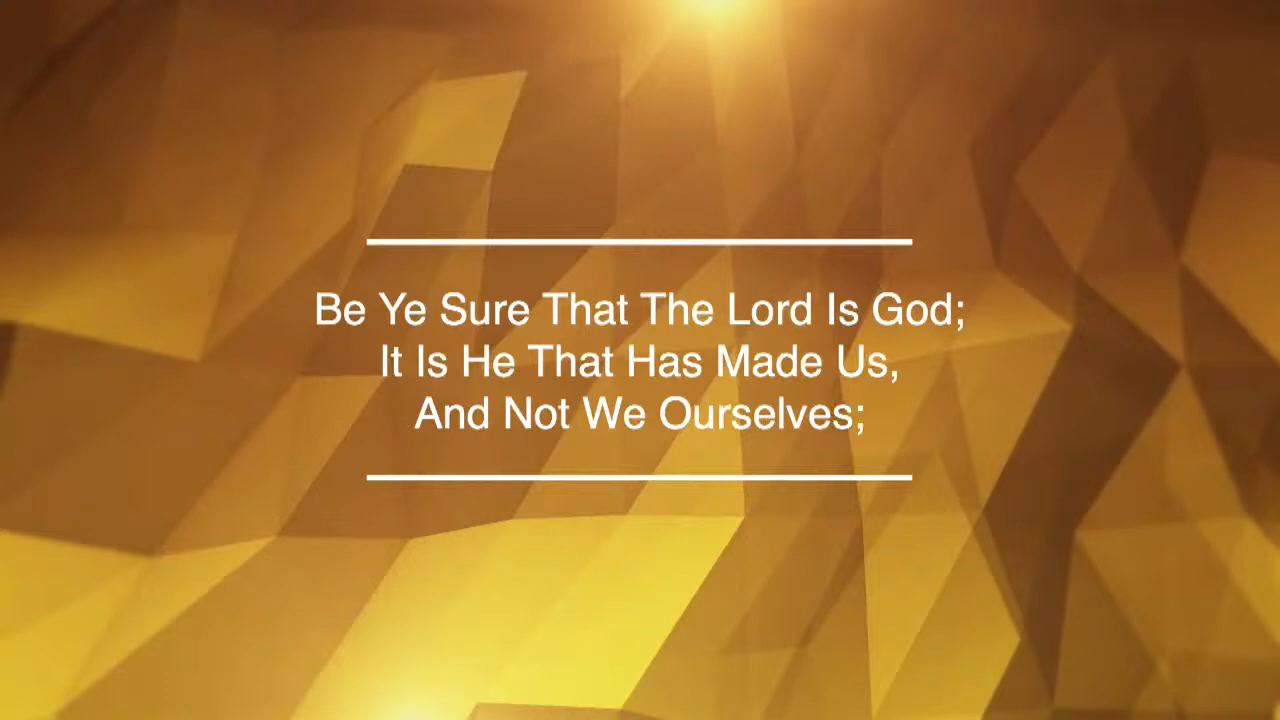 Be Ye Sure That The Lord Is God;
It Is He That Has Made Us,
And Not We Ourselves;